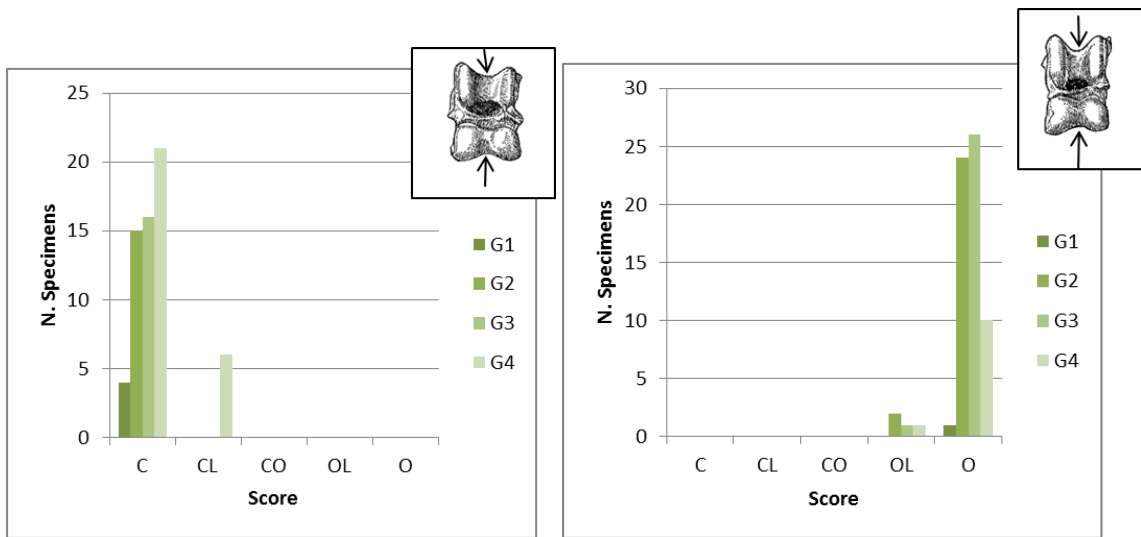 25
20
15
10
5
0
N. Specimens
C CL CO OL O
Score
G1
G2
G3
G4
30
25
20
15
10
5
0
N. Specimens
C CL CO OL O
Score
G1
G2
G3
G4